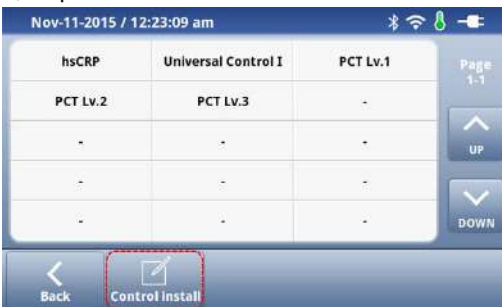 Nov-11-2015 / 12:23:09 am
hsCRP Universal Control I PCT Lv.1
PCT Lv.2 PCT Lv.3 -
- - -
- - -
- - -
Page
1-1
UP
DOWN
Back Control install